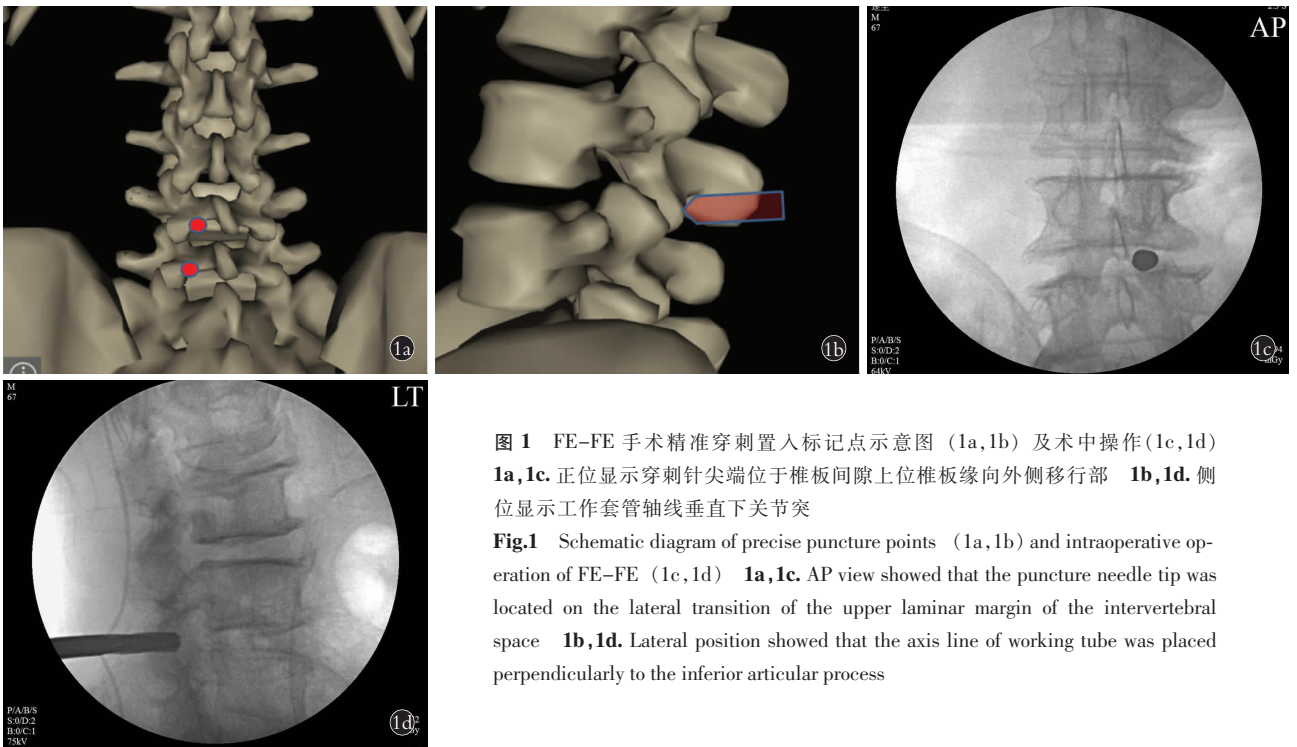 1a
1b
M
67
AP
P/A/B/S
S:0/D:2
B:0/C:1
64kV
1c
M
67
LT
P/A/B/S
S:0/D:2
B:0/C:1
75kV
1d
图 1 FE-FE 手术精准穿刺置入标记点示意图 (1a,1b) 及术中操作(1c,1d)
1a,1c. 正位显示穿刺针尖端位于椎板间隙上位椎板缘向外侧移行部 1b,1d. 侧
位显示工作套管轴线垂直下关节突
Fig.1 Schematic diagram of precise puncture points (1a,1b) and intraoperative op-
eration of FE-FE (1c,1d) 1a,1c. AP view showed that the puncture needle tip was
located on the lateral transition of the upper laminar margin of the intervertebral
space 1b,1d. Lateral position showed that the axis line of working tube was placed
perpendicularly to the inferior articular process